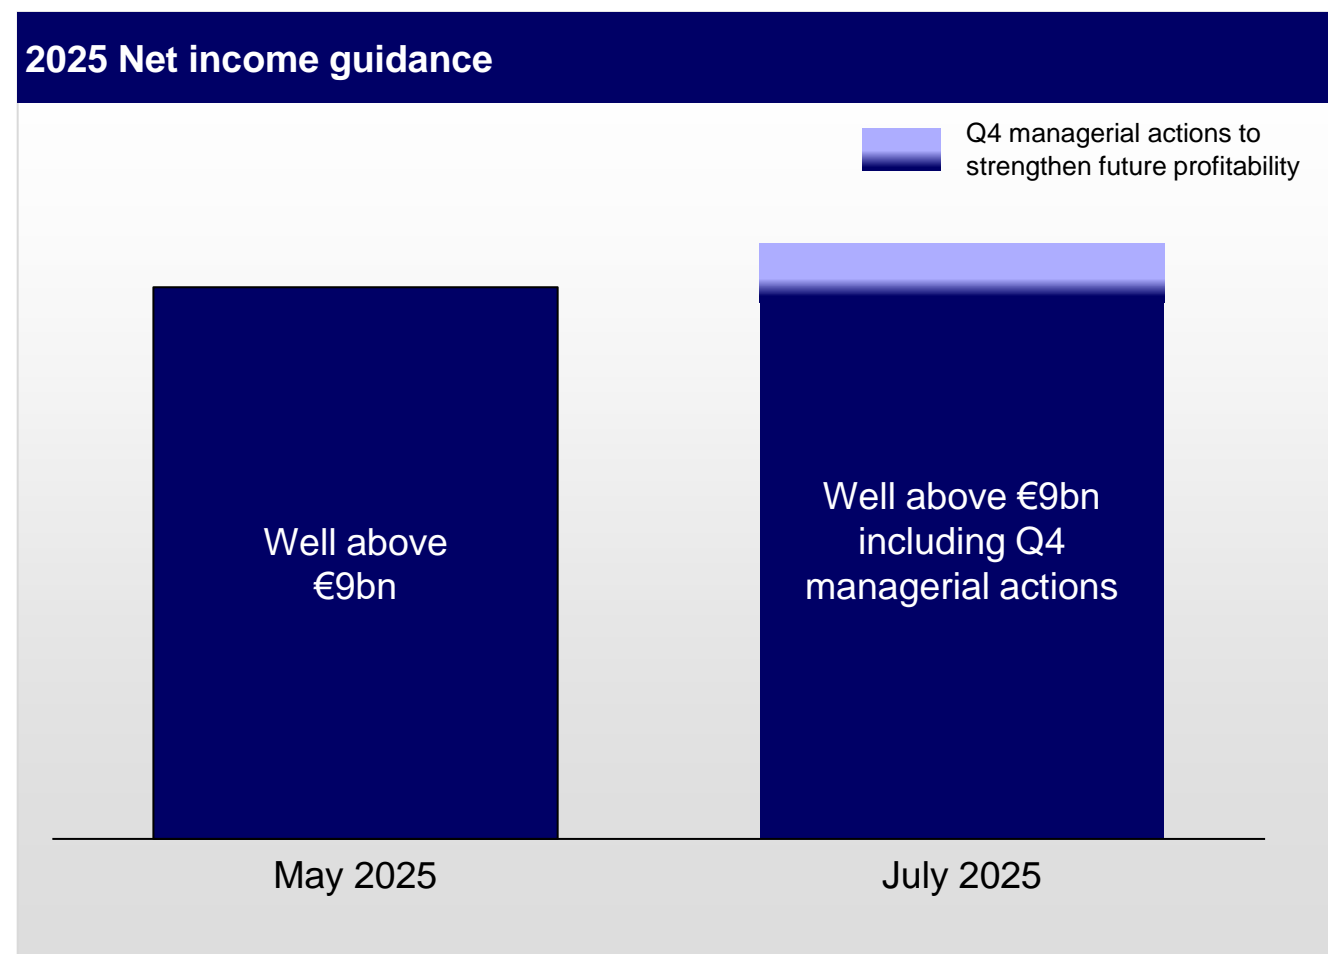 2025 Net income guidance
Q4 managerial actions to
strengthen future profitability
Well above
€9bn
Well above €9bn
including Q4
managerial actions
May 2025
July 2025